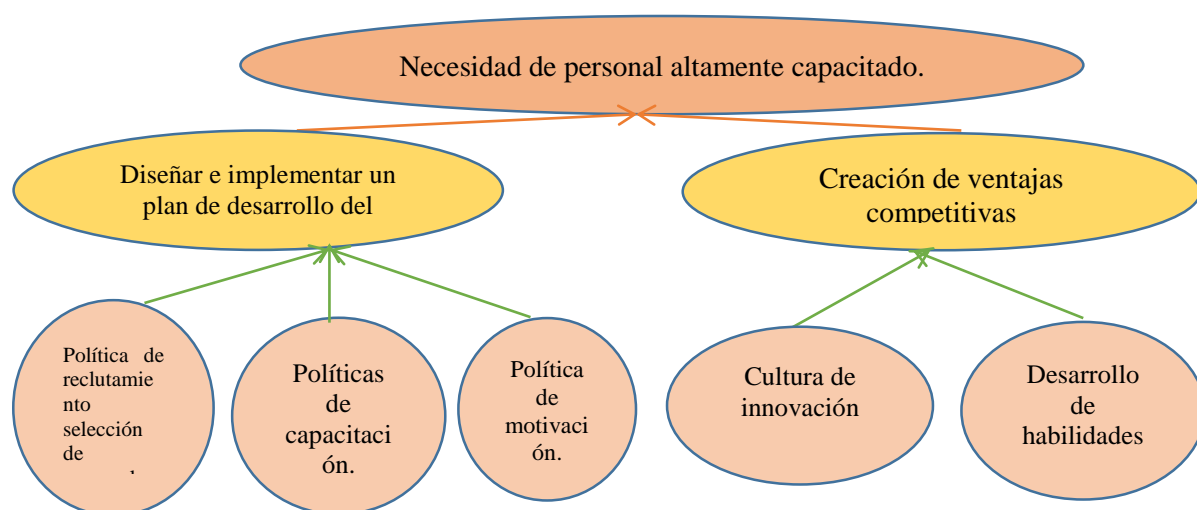 Necesidad de personal altamente capacitado.
Diseñar e implementar un
plan de desarrollo del
Creación de ventajas
competitivas
Política de
reclutamie
nto
selección
de
Políticas
de
capacitaci
ón.
Política
de
motivaci
ón.
Cultura de
innovación
Desarrollo
de
habilidades